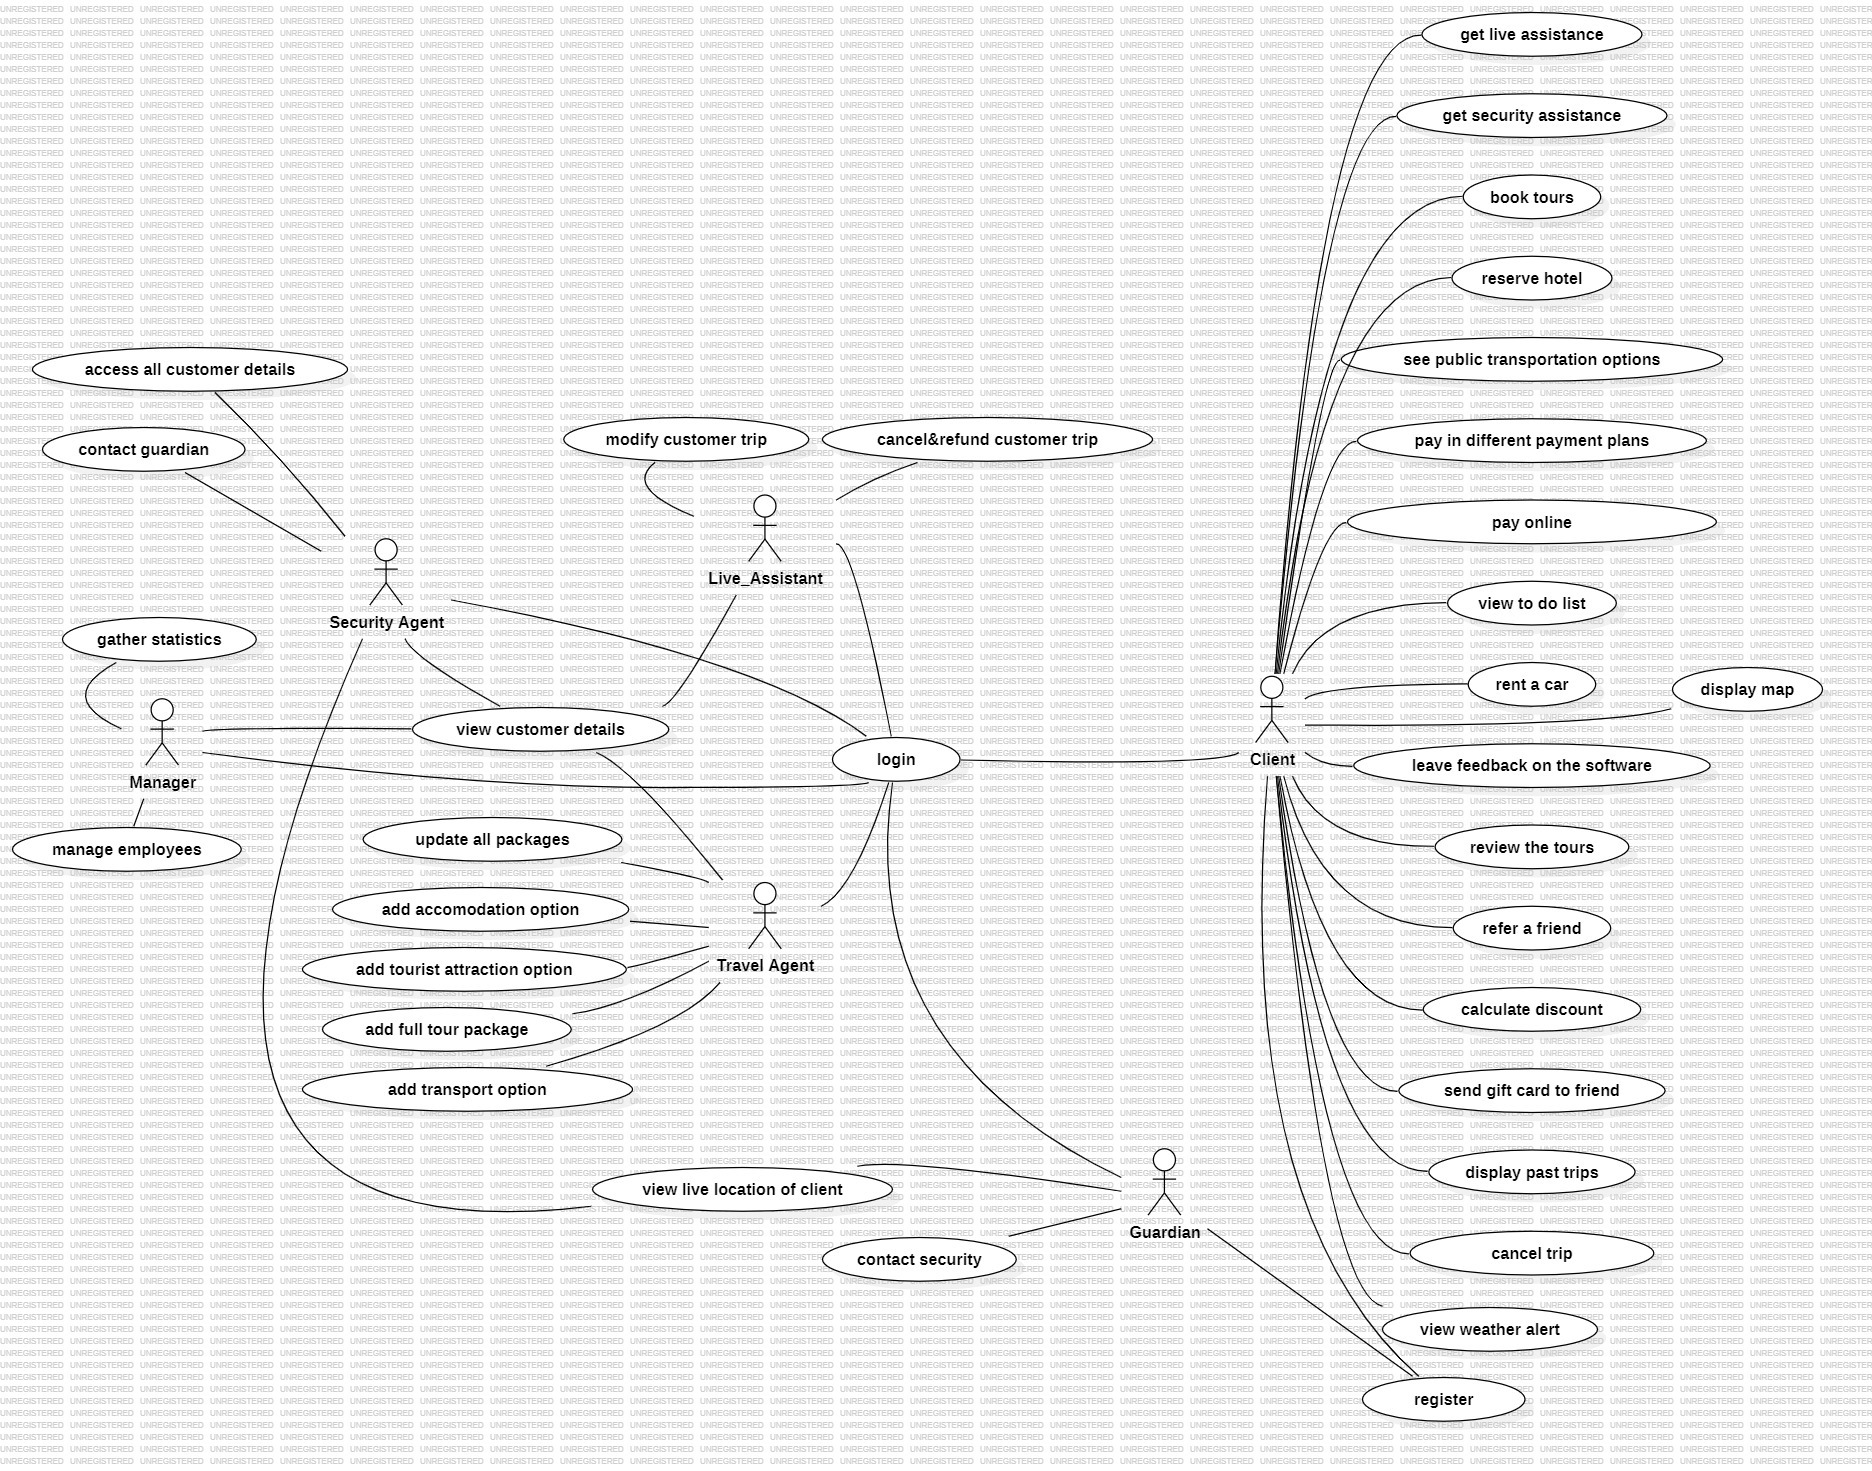 get live assistance
get security assistance
book tours
reserve hotel
see public transportation options
access all customer details
modify customer trip
cancel&refund customer trip
pay in different payment plans
contact guardian
pay online
Live_Assistant
view to do list
Security Agent
gather statistics
rent a car
display map
view customer details
login
Client
leave feedback on the software
Manager
update all packages
review the tours
manage employees
add accomodation option
refer a friend
Travel Agent
add tourist attraction option
calculate discount
add full tour package
add transport option
send gift card to friend
display past trips
view live location of client
Guardian
contact security
cancel trip
view weather alert
register
UNREGISTERED